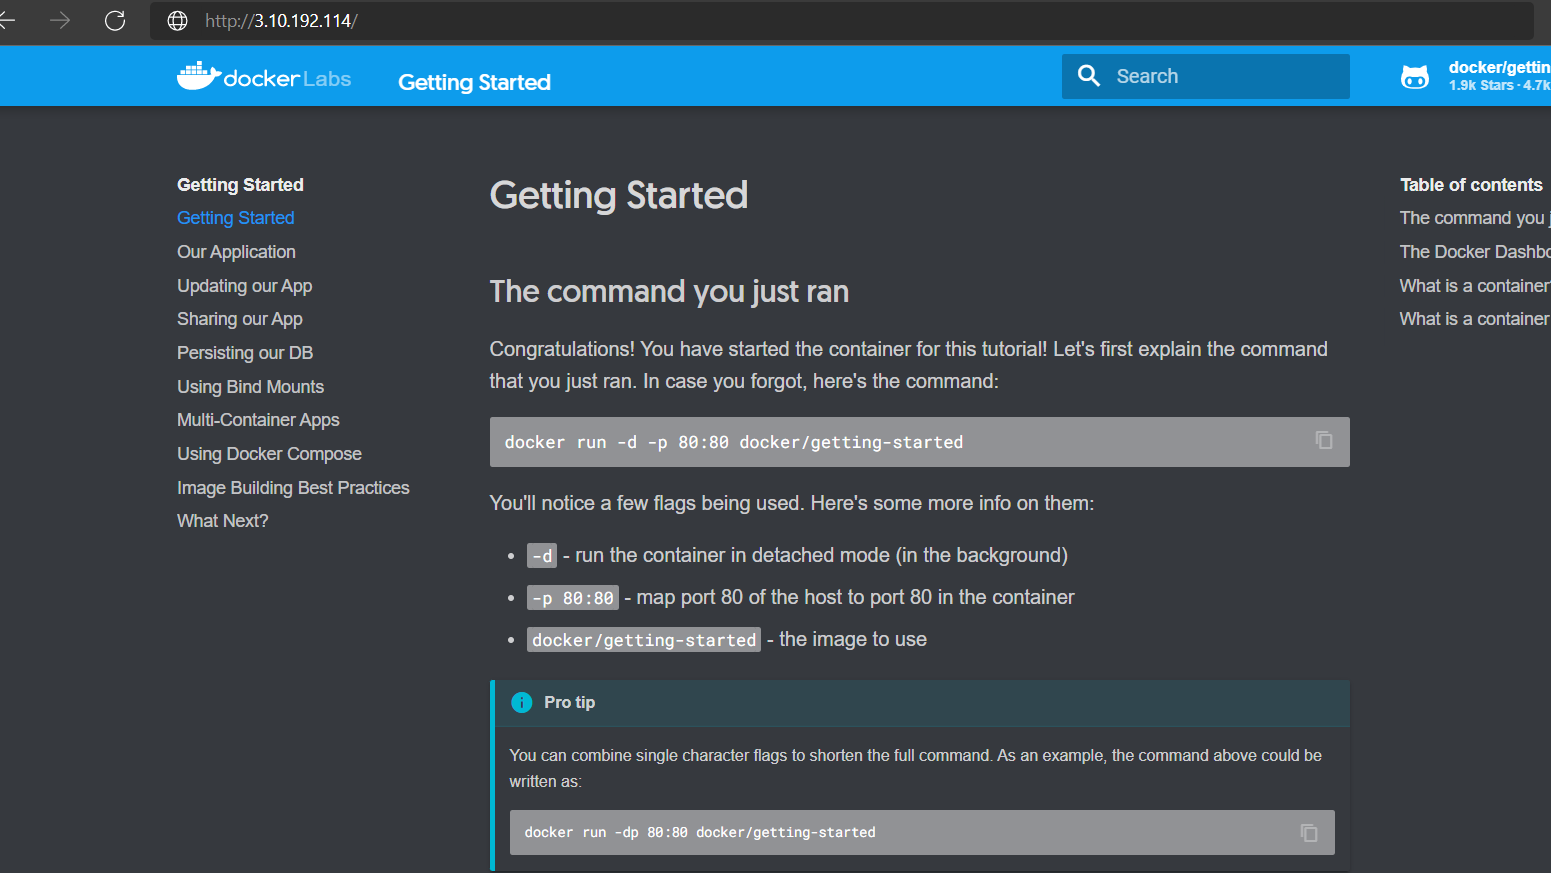 http://3.10.192.114/
docker Labs
Getting Started
Search
docker/gettin
1.9k Stars · 4.7k
Getting Started
Getting Started
Our Application
Updating our App
Sharing our App
Persisting our DB
Using Bind Mounts
Multi-Container Apps
Using Docker Compose
Image Building Best Practices
What Next?
Getting Started
The command you just ran
Congratulations! You have started the container for this tutorial! Let's first explain the command
that you just ran. In case you forgot, here's the command:
docker run -d -p 80:80 docker/getting-started
You'll notice a few flags being used. Here's some more info on them:
• -d - run the container in detached mode (in the background)
• -p 80:80 - map port 80 of the host to port 80 in the container
• docker/getting-started - the image to use
Pro tip
You can combine single character flags to shorten the full command. As an example, the command above could be
written as:
docker run -dp 80:80 docker/getting-started
Table of contents
The command you j
The Docker Dashbo
What is a container
What is a container